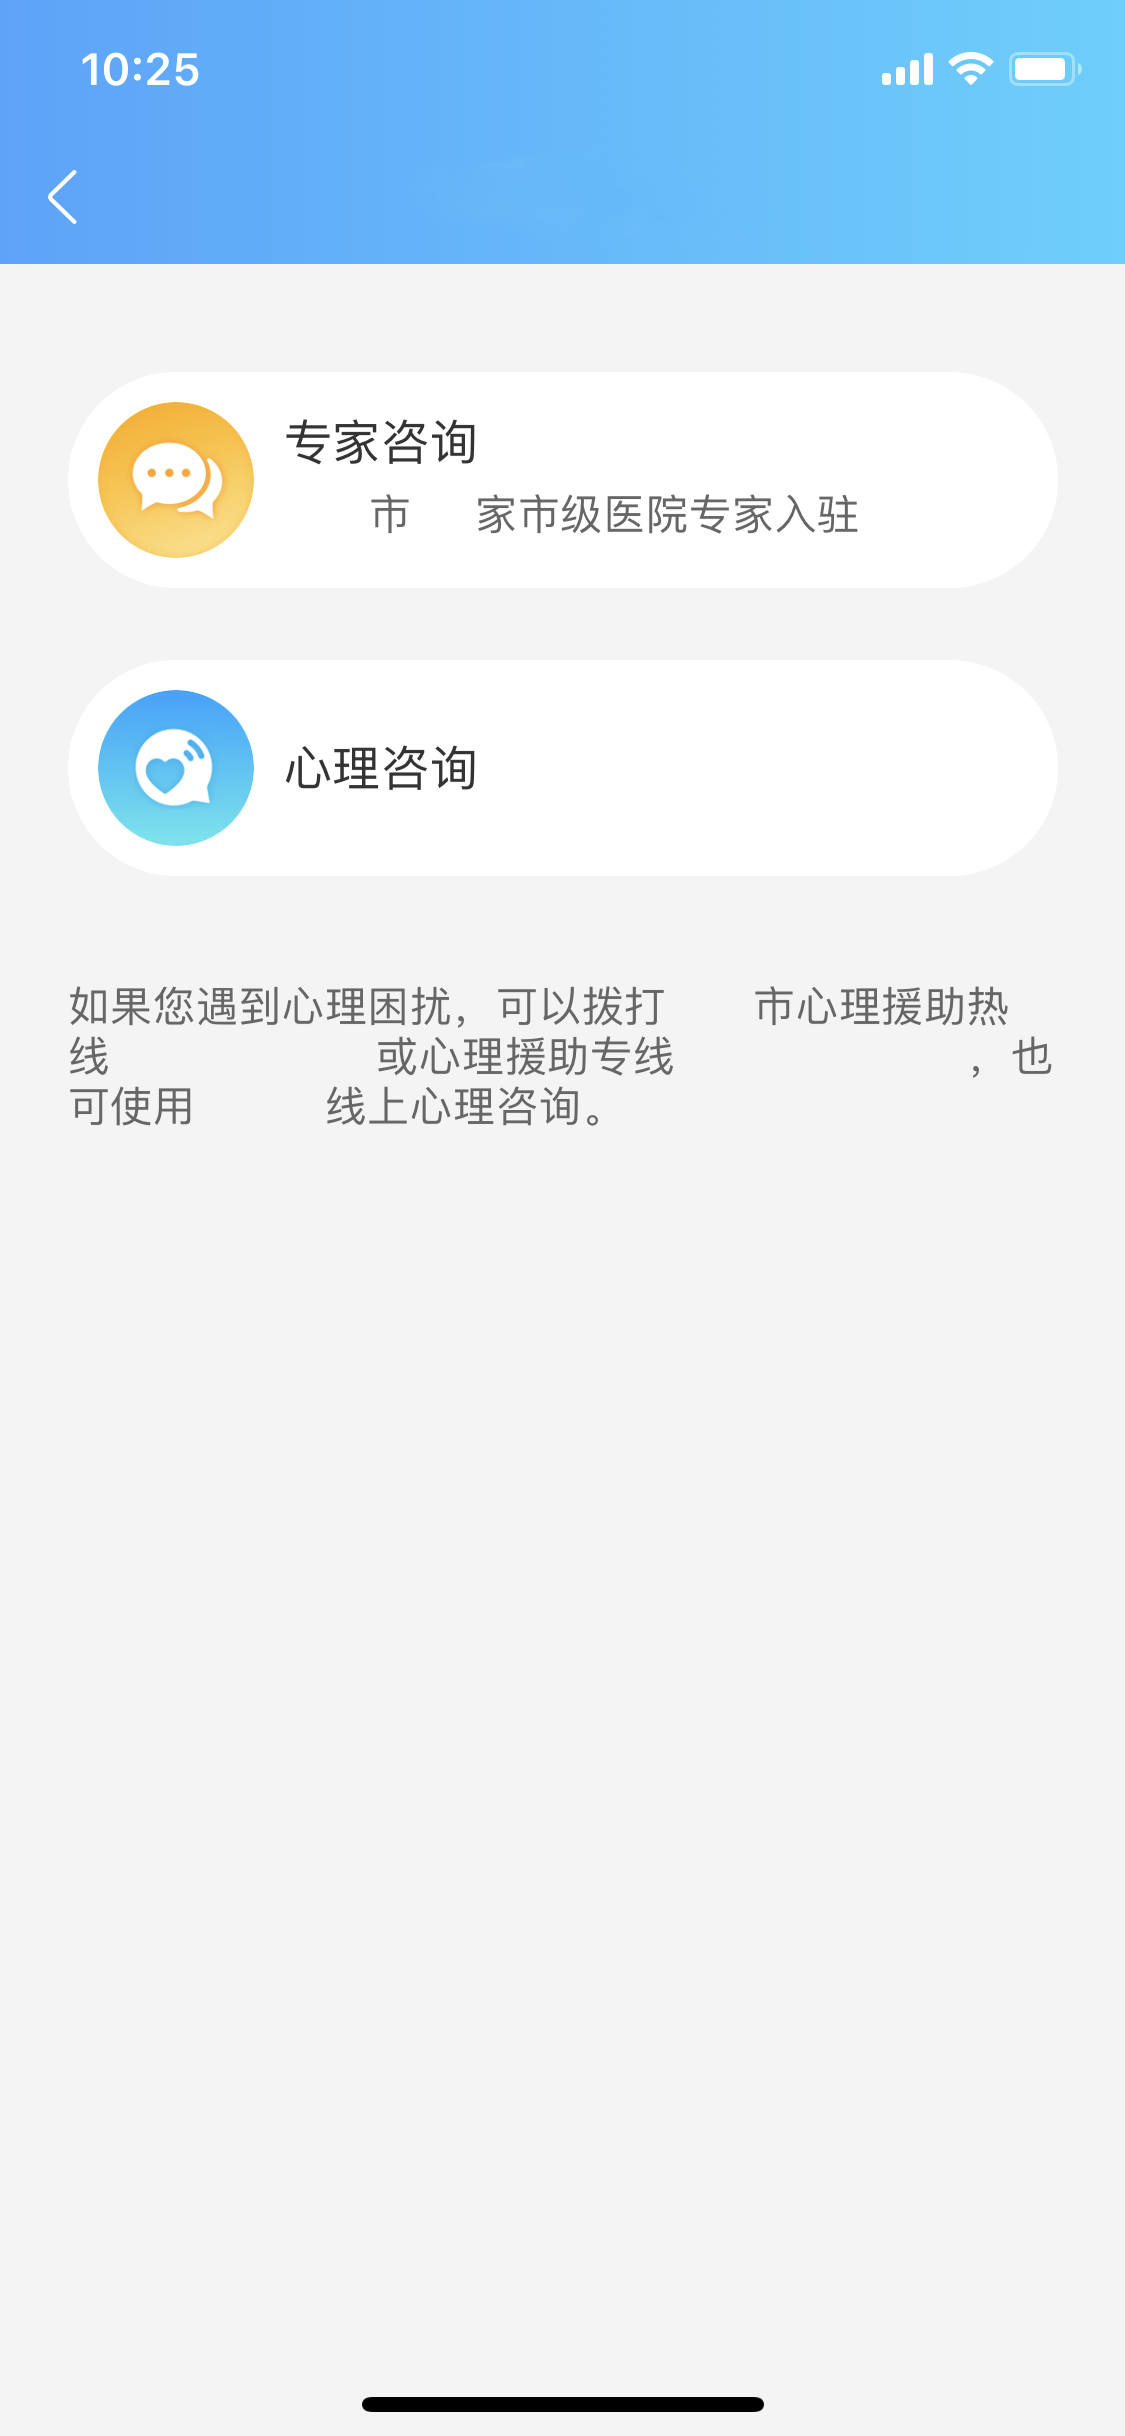 10:25
专家咨询
市 家市级医院专家入驻
心理咨询
如果您遇到心理困扰，可以拨打 市心理援助热
线 或心理援助专线 ，也
可使用 线上心理咨询。